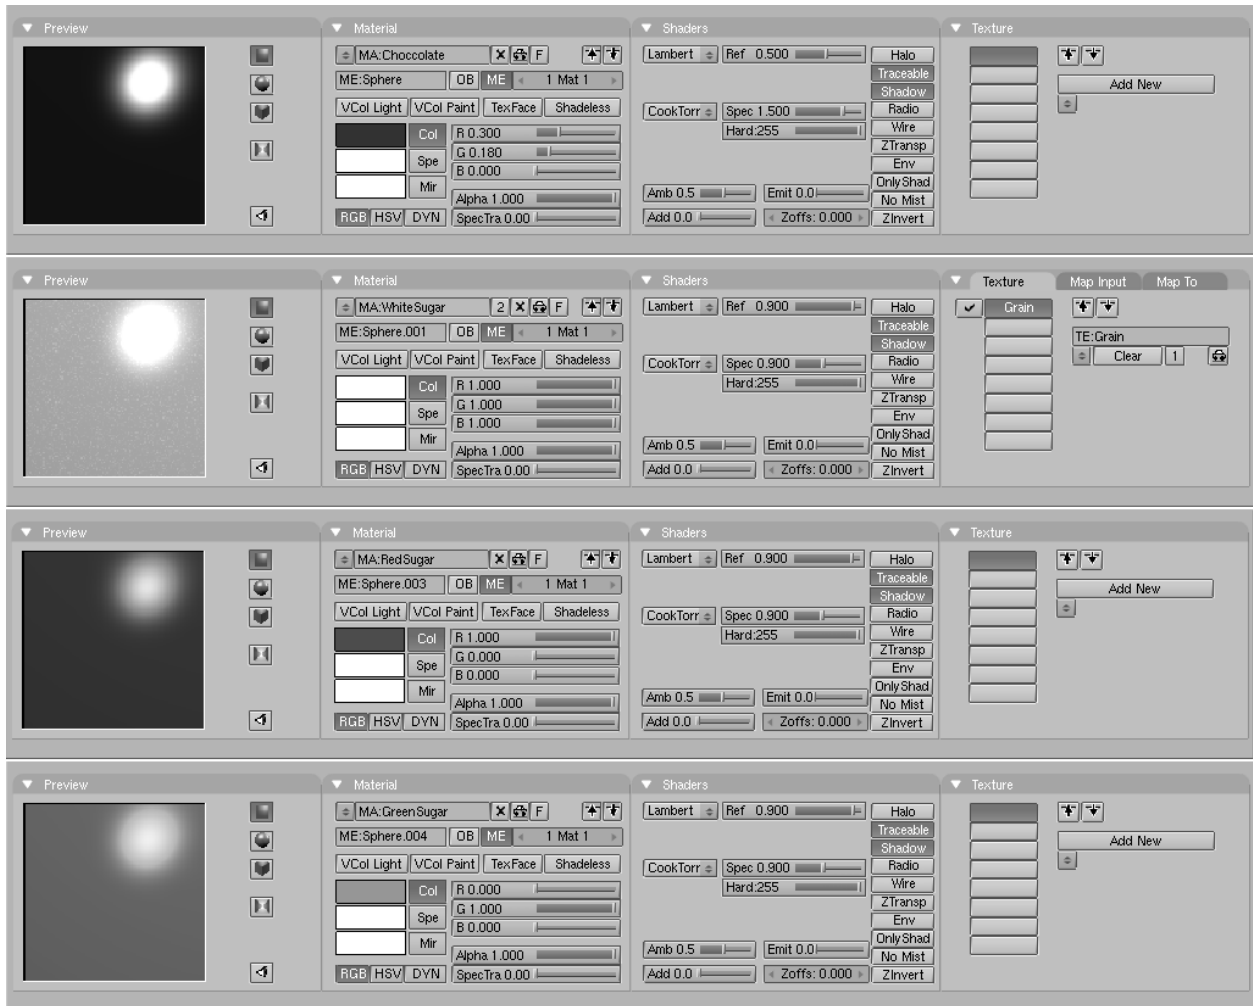 Preview Material Shaders Texture
MA:Choccolate F Lambert Ref 0.500 Halo
Traceable
ME:Sphere OB ME 1 Mat 1 Add New
Shadow
VCol Light VCol Paint TexFace Shadeless CookTorr Spec 1.500 Radio
Col R 0.300 Hard:255 Wire
G 0.180 ZTransp
Spe B 0.000 Env
Mir OnlyShad
Alpha 1.000 Amb 0.5 Emit 0.0 No Mist
RGB HSV DYN SpecTra 0.00 Add 0.0 Zoffs: 0.000 ZInvert
Preview Material Shaders Texture Map Input Map To
MA:WhiteSugar 2 F Lambert Ref 0.900 Halo Grain
Traceable
ME:Sphere.001 OB ME 1 Mat 1 TE:Grain
Shadow
VCol Light VCol Paint TexFace Shadeless CookTorr Spec 0.900 Radio Clear 1
Col R 1.000 Hard:255 Wire
G 1.000 ZTransp
Spe B 1.000 Env
Mir OnlyShad
Alpha 1.000 Amb 0.5 Emit 0.0 No Mist
RGB HSV DYN SpecTra 0.00 Add 0.0 Zoffs: 0.000 ZInvert
Preview Material Shaders Texture
MA:RedSugar F Lambert Ref 0.900 Halo
Traceable
ME:Sphere.003 OB ME 1 Mat 1 Add New
Shadow
VCol Light VCol Paint TexFace Shadeless CookTorr Spec 0.900 Radio
Col R 1.000 Hard:255 Wire
G 0.000 ZTransp
Spe B 0.000 Env
Mir OnlyShad
Alpha 1.000 Amb 0.5 Emit 0.0 No Mist
RGB HSV DYN SpecTra 0.00 Add 0.0 Zoffs: 0.000 ZInvert
Preview Material Shaders Texture
MA:GreenSugar F Lambert Ref 0.900 Halo
Traceable
ME:Sphere.004 OB ME 1 Mat 1 Add New
Shadow
VCol Light VCol Paint TexFace Shadeless CookTorr Spec 0.900 Radio
Col R 0.000 Hard:255 Wire
G 1.000 ZTransp
Spe B 0.000 Env
Mir OnlyShad
Alpha 1.000 Amb 0.5 Emit 0.0 No Mist
RGB HSV DYN SpecTra 0.00 Add 0.0 Zoffs: 0.000 ZInvert